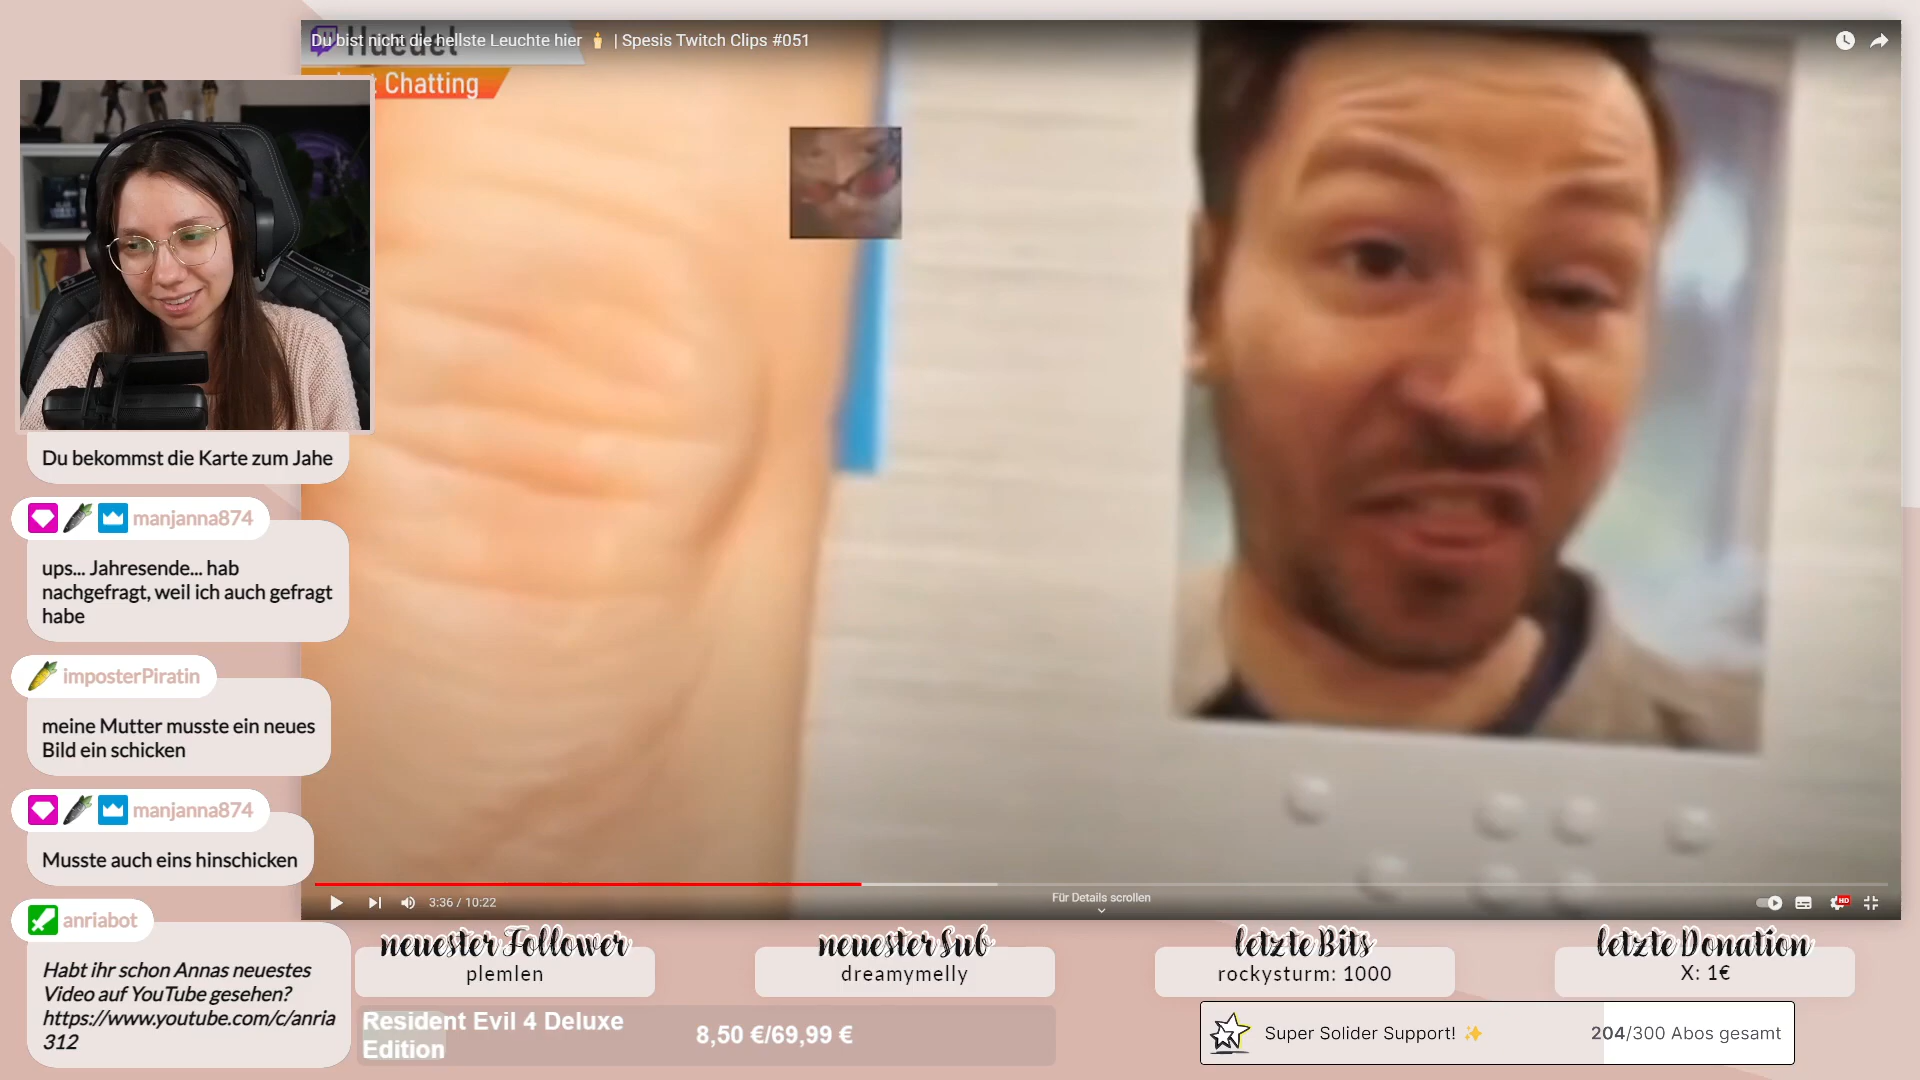 Du bist nicht die hellste Leuchte hier 🕯️ | Spesis Twitch Clips #051
Chatting
Du bekommst die Karte zum Jahe
manjanna874
ups... Jahresende... hab
nachgefragt, weil ich auch gefragt
habe
imposterPiratin
meine Mutter musste ein neues
Bild ein schicken
manjanna874
Musste auch eins hinschicken
anriabot
Habt ihr schon Annas neuestes
Video auf YouTube gesehen?
https://www.youtube.com/c/anria
312
3:36 / 10:22
Für Details scrollen
HD
neuester Follower
plemlen
neuester Sub
dreamymelly
letzte Bits
rockysturm: 1000
letzte Donation
X: 1€
Resident Evil 4 Deluxe
Edition
8,50 €/69,99 €
Super Solider Support! ✨
204/300 Abos gesamt